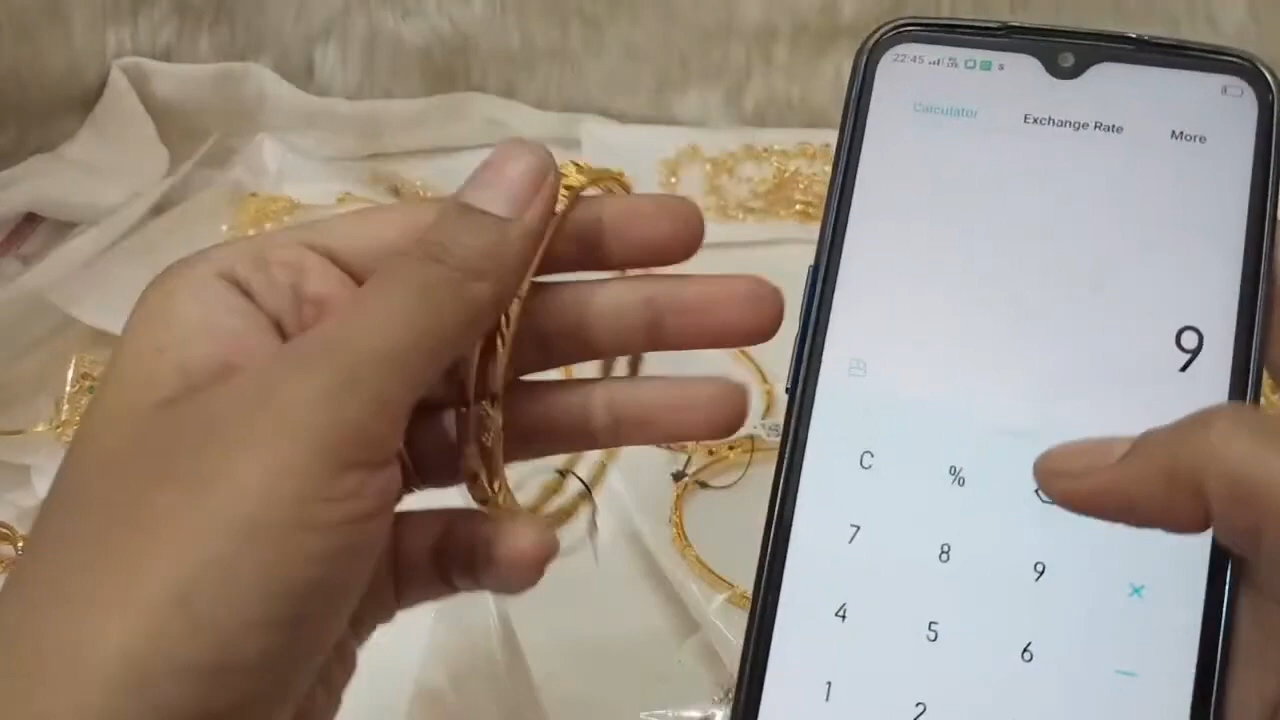 22:45
Calculator Exchange Rate More
9
C %
7 8 9 ×
4 5 6 −
1 2